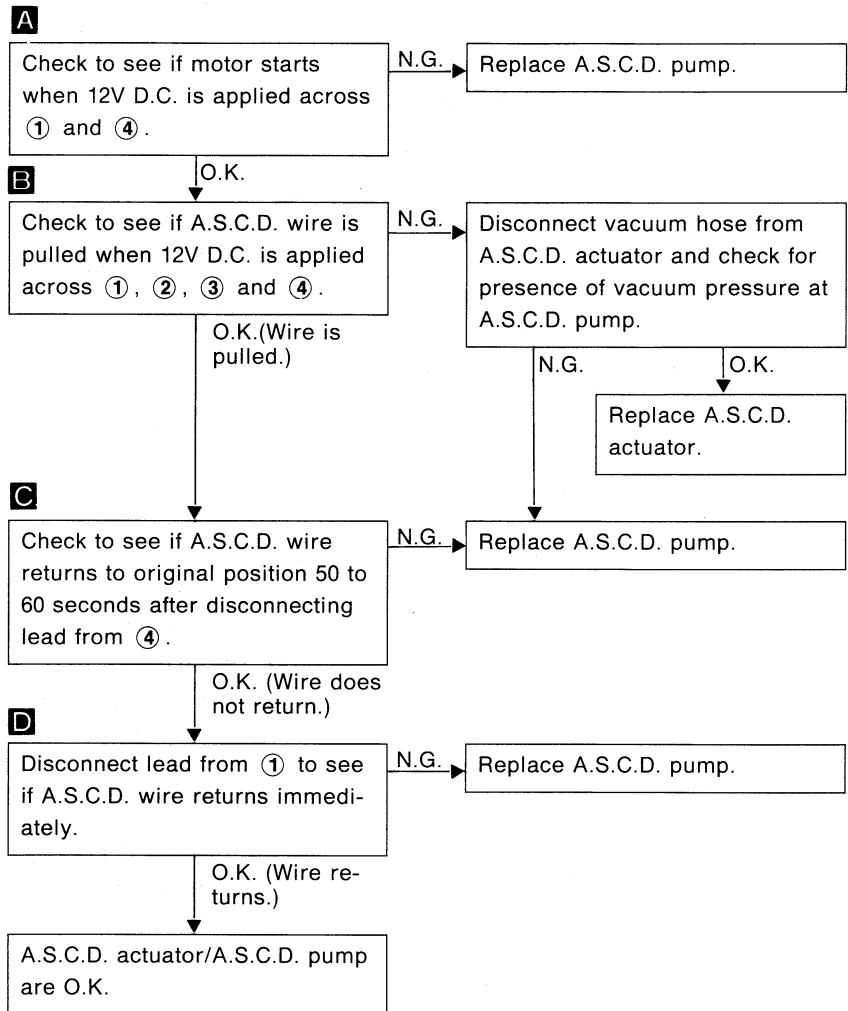 A
Check to see if motor starts
when 12V D.C. is applied across
① and ④ .
N.G.
Replace A.S.C.D. pump.
O.K.
B
Check to see if A.S.C.D. wire is
pulled when 12V D.C. is applied
across ①, ②, ③ and ④ .
N.G.
Disconnect vacuum hose from
A.S.C.D. actuator and check for
presence of vacuum pressure at
A.S.C.D. pump.
O.K.(Wire is
pulled.)
N.G.
O.K.
Replace A.S.C.D.
actuator.
C
Check to see if A.S.C.D. wire
returns to original position 50 to
60 seconds after disconnecting
lead from ④ .
N.G.
Replace A.S.C.D. pump.
O.K. (Wire does
not return.)
D
Disconnect lead from ① to see
if A.S.C.D. wire returns immedi-
ately.
N.G.
Replace A.S.C.D. pump.
O.K. (Wire re-
turns.)
A.S.C.D. actuator/A.S.C.D. pump
are O.K.